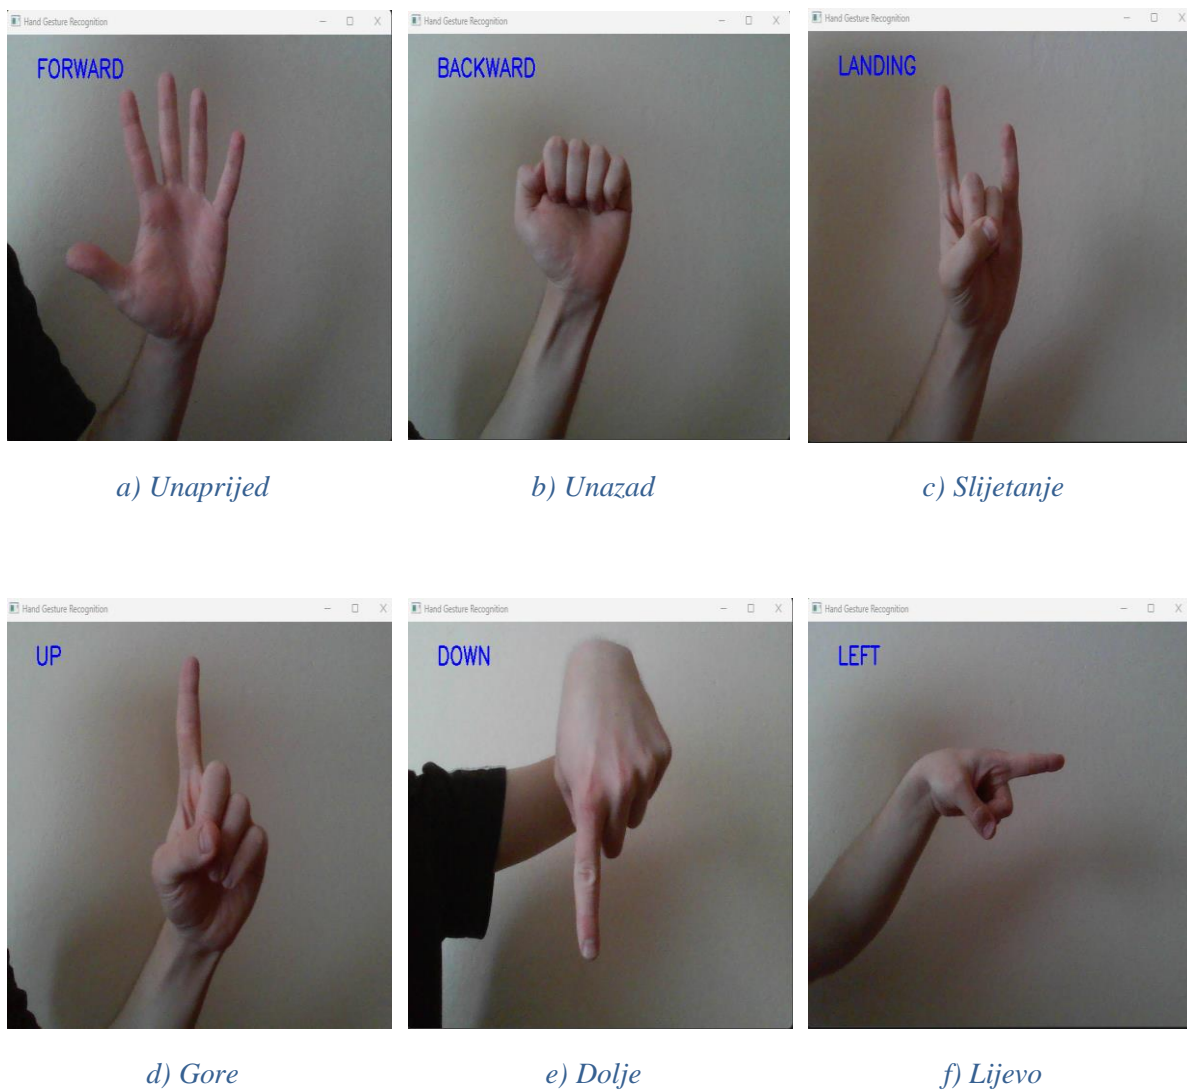 Hand Gesture Recognition
FORWARD
a) Unaprijed
Hand Gesture Recognition
BACKWARD
b) Unazad
Hand Gesture Recognition
LANDING
c) Slijetanje
Hand Gesture Recognition
UP
d) Gore
Hand Gesture Recognition
DOWN
e) Dolje
Hand Gesture Recognition
LEFT
f) Lijevo